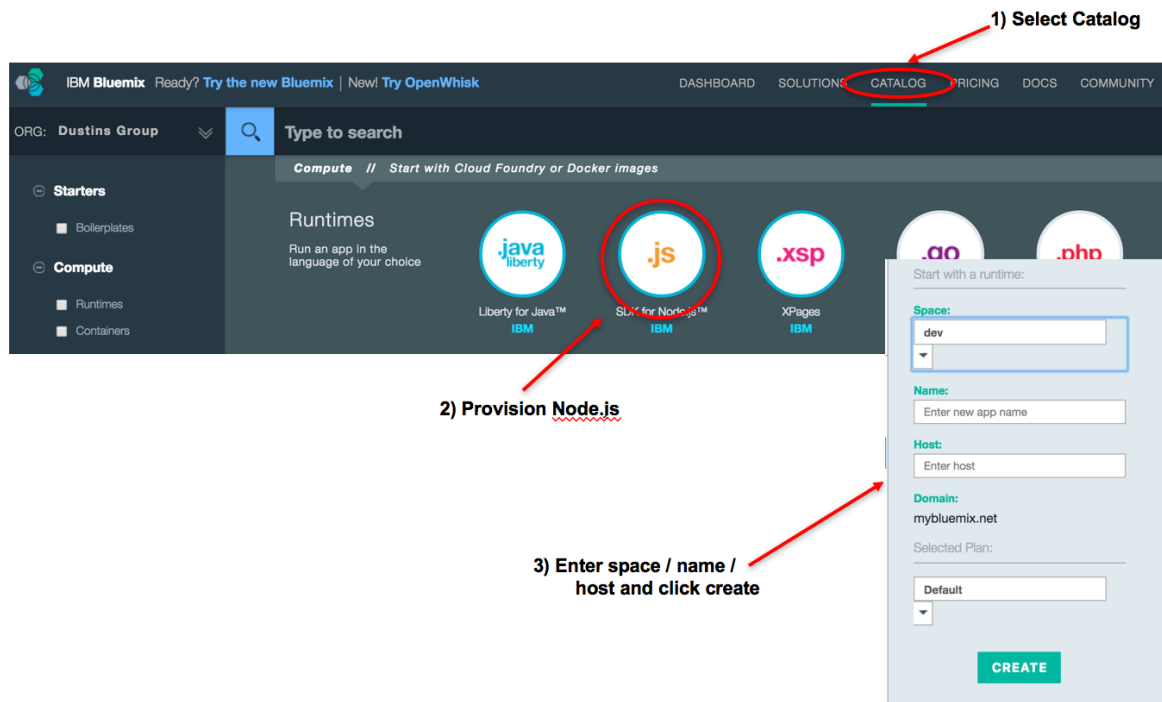 1) Select Catalog
IBM Bluemix Ready? Try the new Bluemix | New! Try OpenWhisk
DASHBOARD SOLUTIONS CATALOG PRICING DOCS COMMUNITY
ORG: Dustins Group
Type to search
Compute // Start with Cloud Foundry or Docker images
Starters
Boilerplates
Compute
Runtimes
Containers
Runtimes
Run an app in the
language of your choice
.java
liberty
Liberty for Java™
IBM
.js
SDK for Node.js™
IBM
.xsp
XPages
IBM
.go
.php
2) Provision Node.js
3) Enter space / name /
host and click create
Start with a runtime:
Space:
dev
Name:
Enter new app name
Host:
Enter host
Domain:
mybluemix.net
Selected Plan:
Default
CREATE